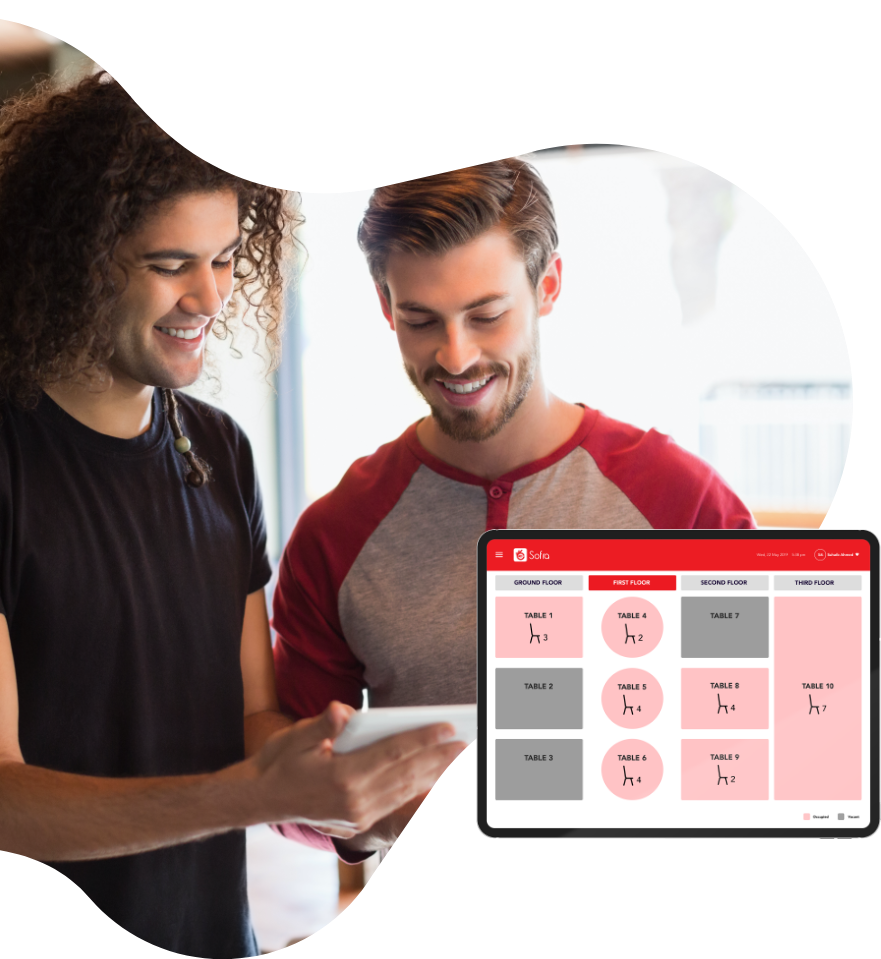 Sofra
Wed, 22 May 2019 5:38 pm
SA
Sohaib Ahmed
GROUND FLOOR
FIRST FLOOR
SECOND FLOOR
THIRD FLOOR
TABLE 1
3
TABLE 4
2
TABLE 7
TABLE 2
TABLE 5
4
TABLE 8
4
TABLE 10
7
TABLE 3
TABLE 6
4
TABLE 9
2
Occupied
Vacant